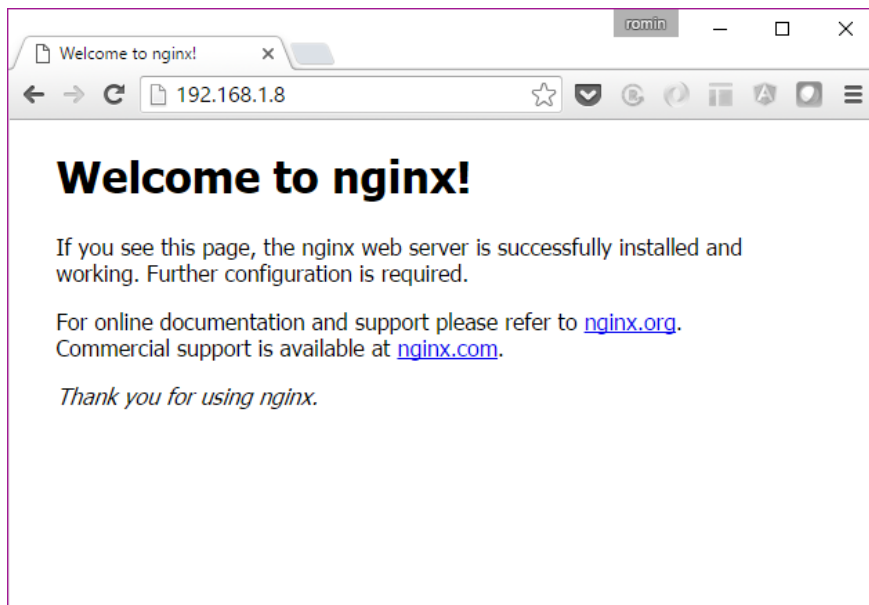 romin
Welcome to nginx!
192.168.1.8
Welcome to nginx!
If you see this page, the nginx web server is successfully installed and
working. Further configuration is required.
For online documentation and support please refer to nginx.org.
Commercial support is available at nginx.com.
Thank you for using nginx.